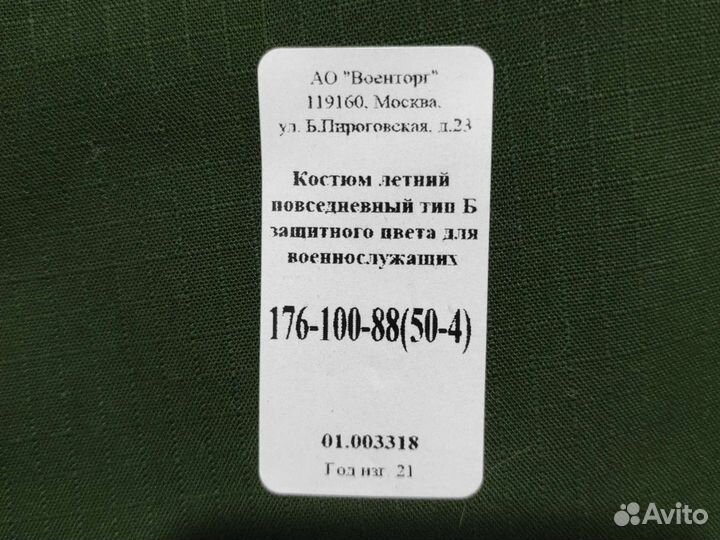 АО "Военторг"
119160, Москва,
ул. Б.Пироговская, д.23
Костюм летний
повседневный тип Б
защитного цвета для
военнослужащих
176-100-88(50-4)
01.003318
Год изг. 21
Avito